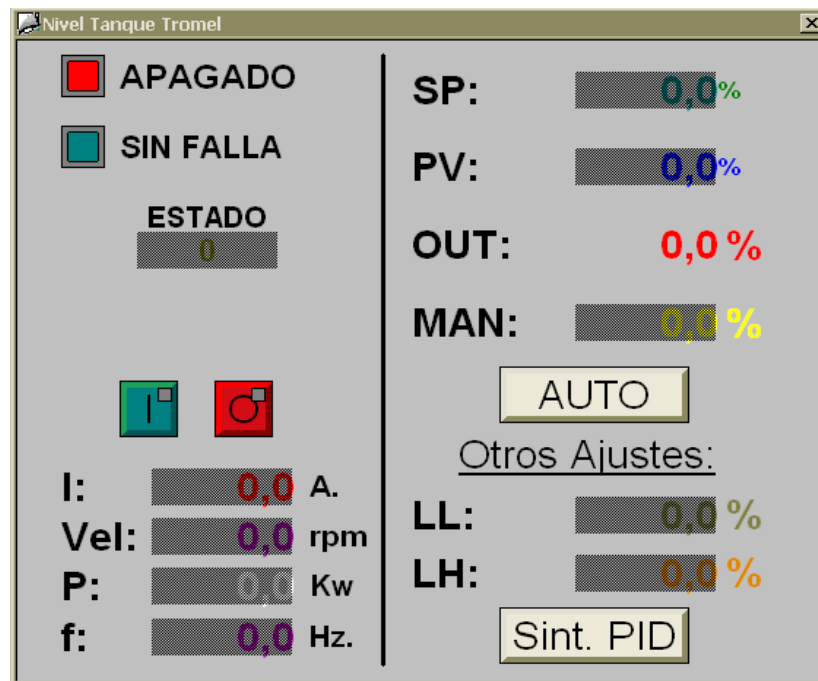 Nivel Tanque Tromel
APAGADO
SIN FALLA
ESTADO
0
I: 0,0 A.
Vel: 0,0 rpm
P: 0,0 Kw
f: 0,0 Hz.
SP: 0,0%
PV: 0,0%
OUT: 0,0 %
MAN: 0,0 %
AUTO
Otros Ajustes:
LL: 0,0 %
LH: 0,0 %
Sint. PID